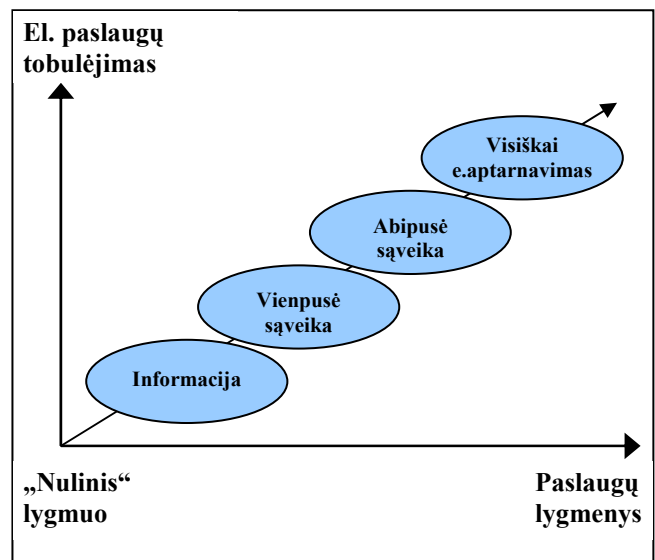 El. paslaugų
tobulėjimas
Visiškai
e.aptarnavimas
Abipusė
sąveika
Vienpusė
sąveika
Informacija
„Nulinis“
lygmuo
Paslaugų
lygmenys